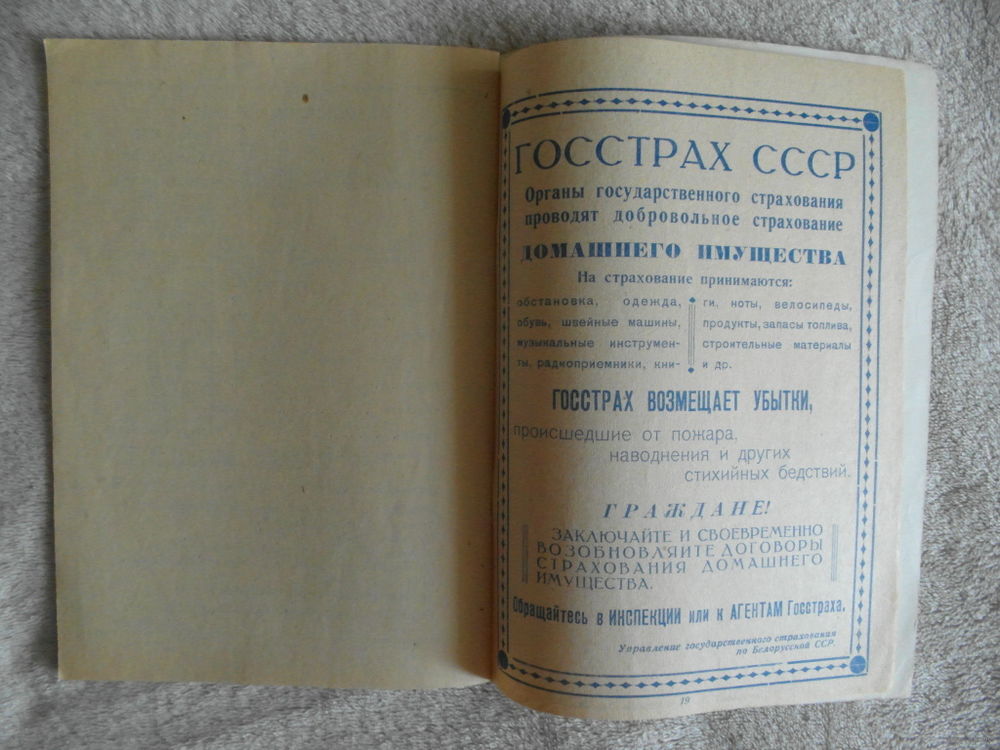 ГОССТРАХ СССР
Органы государственного страхования
проводят добровольное страхование
ДОМАШНЕГО ИМУЩЕСТВА
На страхование принимаются:
обстановка, одежда,
обувь, швейные машины,
музыкальные инструмен-
ты, радиоприемники, кни-
ги, ноты, велосипеды,
продукты, запасы топлива,
строительные материалы
и др.
ГОССТРАХ ВОЗМЕЩАЕТ УБЫТКИ,
происшедшие от пожара,
наводнения и других
стихийных бедствий.
ГРАЖДАНЕ!
ЗАКЛЮЧАЙТЕ И СВОЕВРЕМЕННО
ВОЗОБНОВЛЯЙТЕ ДОГОВОРЫ
СТРАХОВАНИЯ ДОМАШНЕГО
ИМУЩЕСТВА.
Обращайтесь в ИНСПЕКЦИИ или к АГЕНТАМ Госстраха.
Управление государственного страхования
по Белорусской ССР.
19